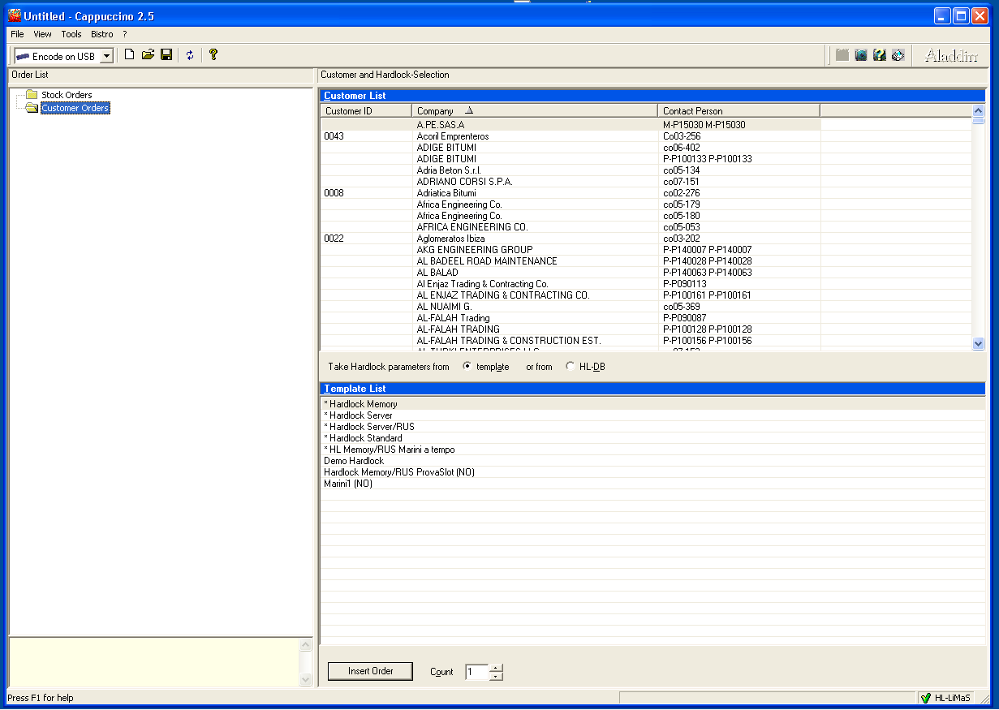 Untitled - Cappuccino 2.5
File View Tools Bistro ?
Encode on USB
Aladdin
Order List
Customer and Hardlock-Selection
Stock Orders
Customer Orders
Customer List
Customer ID Company Contact Person
A.PE.SAS.A M-P15030 M-P15030
0043 Acoril Emprenteros Co03-256
ADIGE BITUMI co06-402
ADIGE BITUMI P-P100133 P-P100133
Adria Beton S.r.l. co05-134
ADRIANO CORSI S.P.A. co07-151
0008 Adriatica Bitumi co02-276
Africa Engineering Co. co05-179
Africa Engineering Co. co05-180
AFRICA ENGINEERING CO. co05-053
0022 Aglomeratos Ibiza co03-202
AKG ENGINEERING GROUP P-P140007 P-P140007
AL BADEEL ROAD MAINTENANCE P-P140028 P-P140028
AL BALAD P-P140063 P-P140063
Al Enjaz Trading & Contracting Co. P-P090113
AL ENJAZ TRADING & CONTRACTING CO. P-P100161 P-P100161
AL NUAIMI G. co05-369
AL-FALAH Trading P-P090087
AL-FALAH TRADING P-P100128 P-P100128
AL-FALAH TRADING & CONSTRUCTION EST. P-P100156 P-P100156
Take Hardlock parameters from template or from HL-DB
Template List
* Hardlock Memory
* Hardlock Server
* Hardlock Server/RUS
* Hardlock Standard
* HL Memory/RUS Marini a tempo
Demo Hardlock
Hardlock Memory/RUS ProvaSlot (NO)
Marini1 (NO)
Insert Order Count 1
Press F1 for help
HL-LiMaS